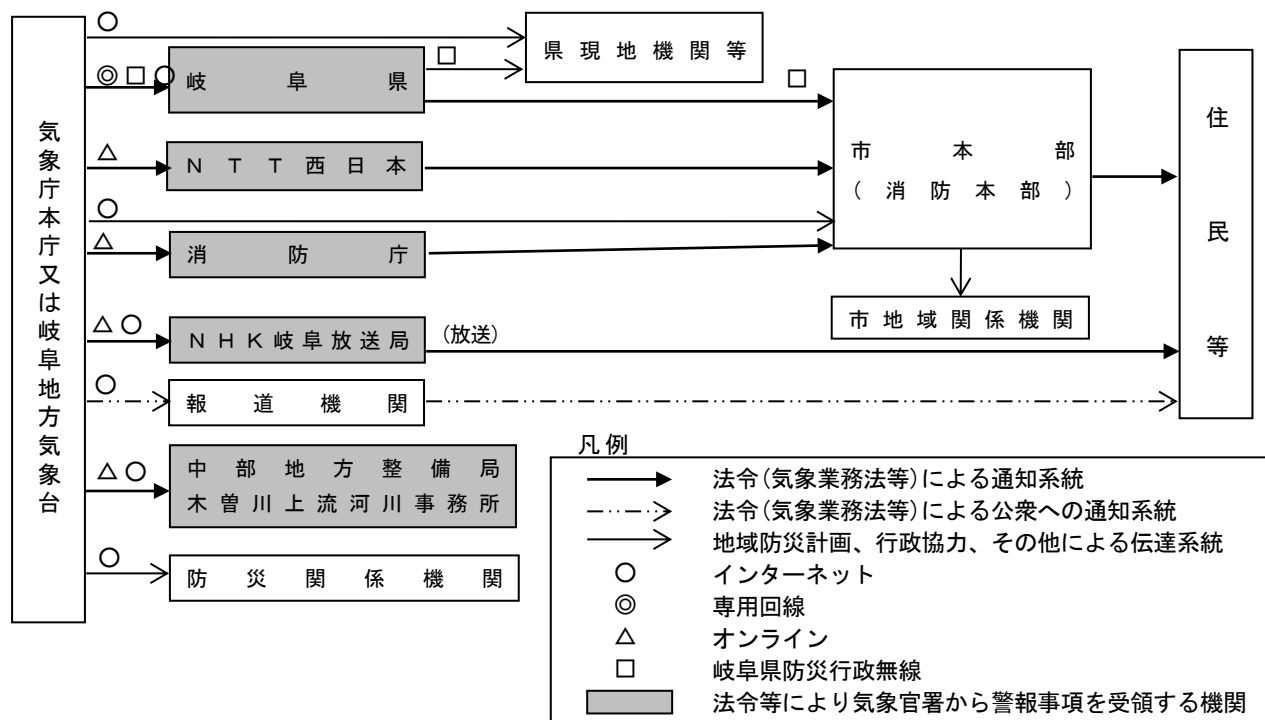 気象庁本庁又は岐阜地方気象台
○
県現地機関等
◎□○
岐阜県
□
□
△
NTT西日本
○
△
消防庁
市本部
(消防本部)
市地域関係機関
住民等
△○
NHK岐阜放送局
(放送)
○
報道機関
△○
中部地方整備局
木曽川上流河川事務所
○
防災関係機関
凡例
法令(気象業務法等)による通知系統
法令(気象業務法等)による公衆への通知系統
地域防災計画、行政協力、その他による伝達系統
○ インターネット
◎ 専用回線
△ オンライン
□ 岐阜県防災行政無線
法令等により気象官署から警報事項を受領する機関